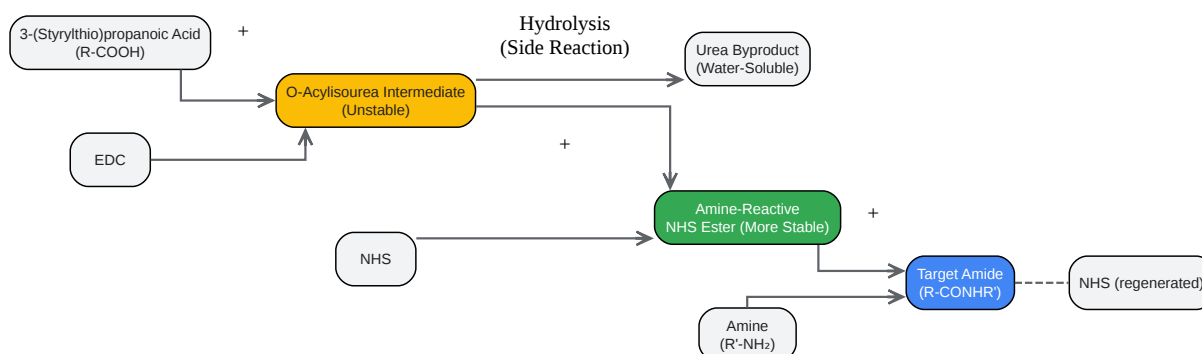 3-(Styrylthio)propanoic Acid
(R-COOH)
+
Hydrolysis
(Side Reaction)
Urea Byproduct
(Water-Soluble)
O-Acylisourea Intermediate
(Unstable)
EDC
+
Amine-Reactive
NHS Ester (More Stable)
+
NHS
Target Amide
(R-CONHR')
NHS (regenerated)
Amine
(R'-NH₂)